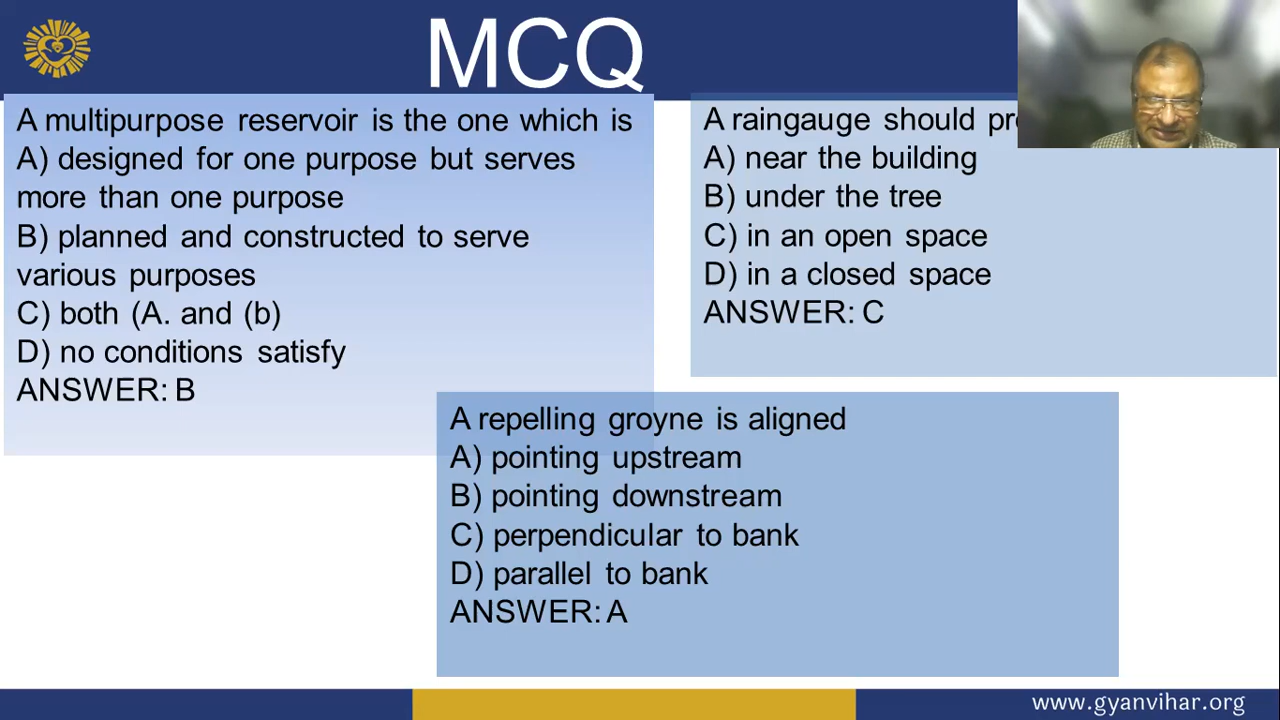 MCQ
A multipurpose reservoir is the one which is
A) designed for one purpose but serves
more than one purpose
B) planned and constructed to serve
various purposes
C) both (A. and (b)
D) no conditions satisfy
ANSWER: B
A raingauge should
A) near the building
B) under the tree
C) in an open space
D) in a closed space
ANSWER: C
A repelling groyne is aligned
A) pointing upstream
B) pointing downstream
C) perpendicular to bank
D) parallel to bank
ANSWER: A
www.gyanvihar.org